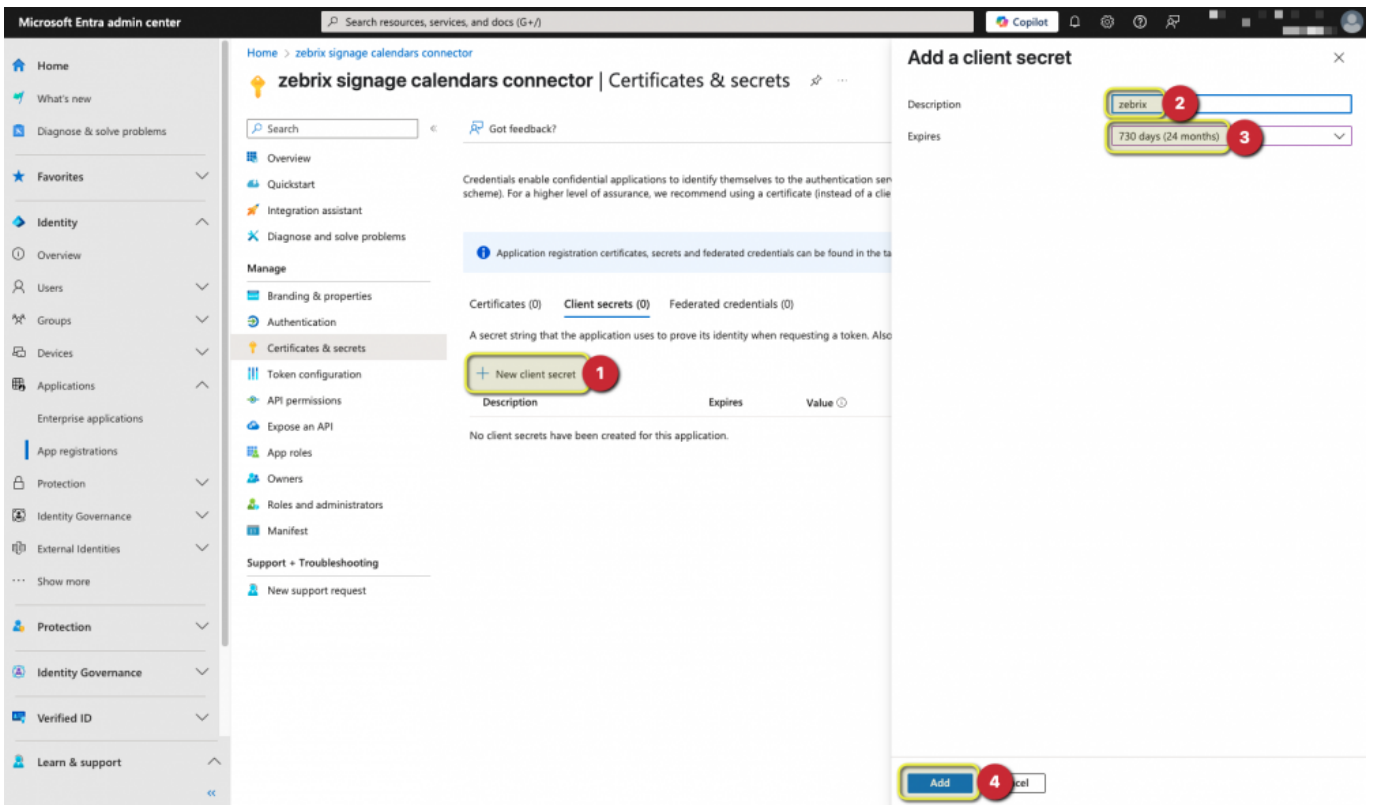 Microsoft Entra admin center
Search resources, services, and docs (G+/)
Copilot
Home
What's new
Diagnose & solve problems
Favorites
Identity
Overview
Users
Groups
Devices
Applications
Enterprise applications
App registrations
Protection
Identity Governance
External Identities
Show more
Protection
Identity Governance
Verified ID
Learn & support
Home > zebrix signage calendars connector
zebrix signage calendars connector | Certificates & secrets
Search
Overview
Quickstart
Integration assistant
Diagnose and solve problems
Manage
Branding & properties
Authentication
Certificates & secrets
Token configuration
API permissions
Expose an API
App roles
Owners
Roles and administrators
Manifest
Support + Troubleshooting
New support request
Got feedback?
Credentials enable confidential applications to identify themselves to the authentication ser
scheme). For a higher level of assurance, we recommend using a certificate (instead of a clie
Application registration certificates, secrets and federated credentials can be found in the ta
Certificates (0) Client secrets (0) Federated credentials (0)
A secret string that the application uses to prove its identity when requesting a token. Also
New client secret 1
Description Expires Value
No client secrets have been created for this application.
Add a client secret
Description zebrix 2
Expires 730 days (24 months) 3
Add 4 cel